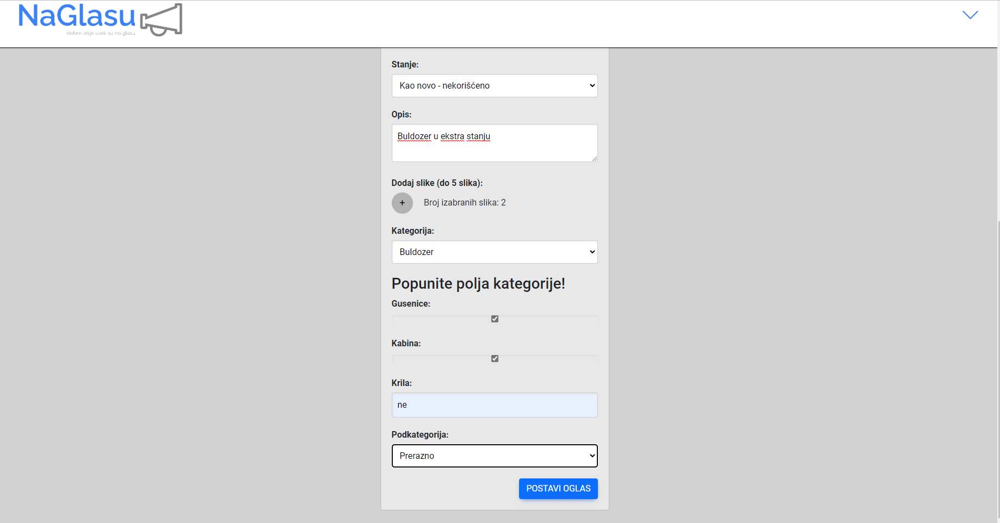 NaGlasu
dobre ideje uvek su na glasu
Stanje:
Kao novo - nekorišćeno
Opis:
Buldozer u ekstra stanju
Dodaj slike (do 5 slika):
+ Broj izabranih slika: 2
Kategorija:
Buldozer
Popunite polja kategorije!
Gusenice:
Kabina:
Krila:
ne
Podkategorija:
Prerazno
POSTAVI OGLAS